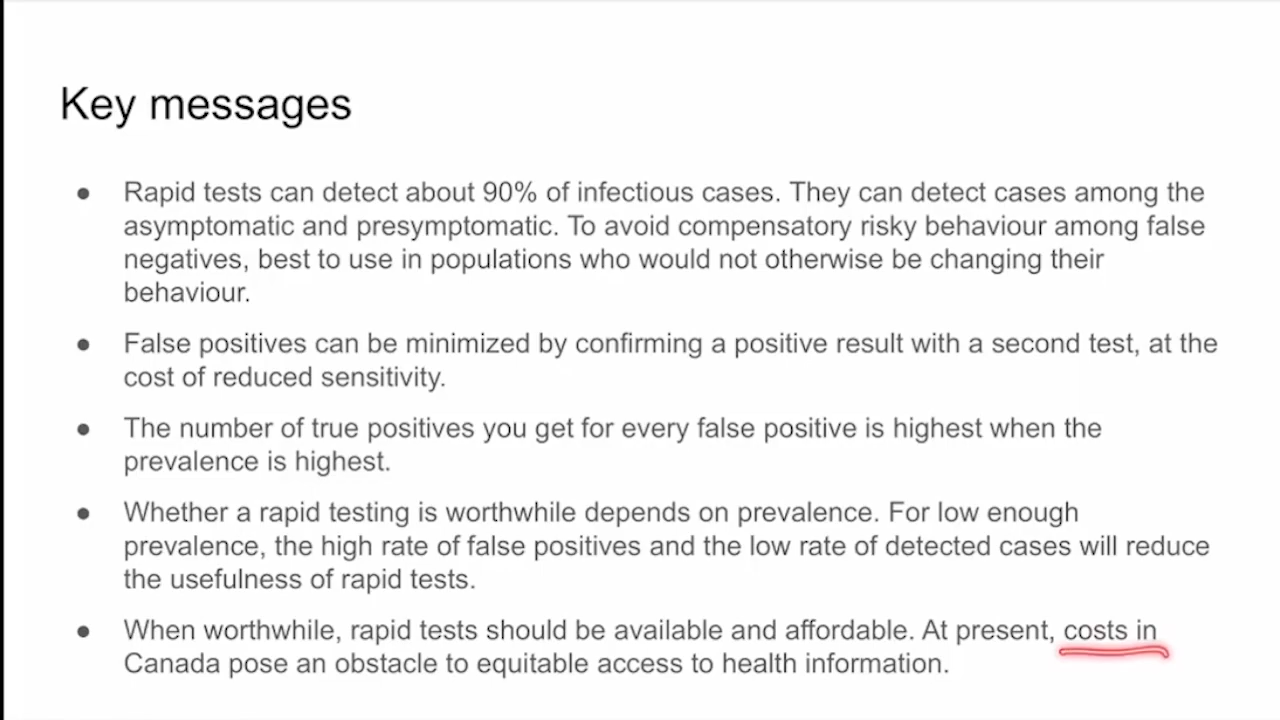 Key messages
● Rapid tests can detect about 90% of infectious cases. They can detect cases among the
asymptomatic and presymptomatic. To avoid compensatory risky behaviour among false
negatives, best to use in populations who would not otherwise be changing their
behaviour.
● False positives can be minimized by confirming a positive result with a second test, at the
cost of reduced sensitivity.
● The number of true positives you get for every false positive is highest when the
prevalence is highest.
● Whether a rapid testing is worthwhile depends on prevalence. For low enough
prevalence, the high rate of false positives and the low rate of detected cases will reduce
the usefulness of rapid tests.
● When worthwhile, rapid tests should be available and affordable. At present, costs in
Canada pose an obstacle to equitable access to health information.